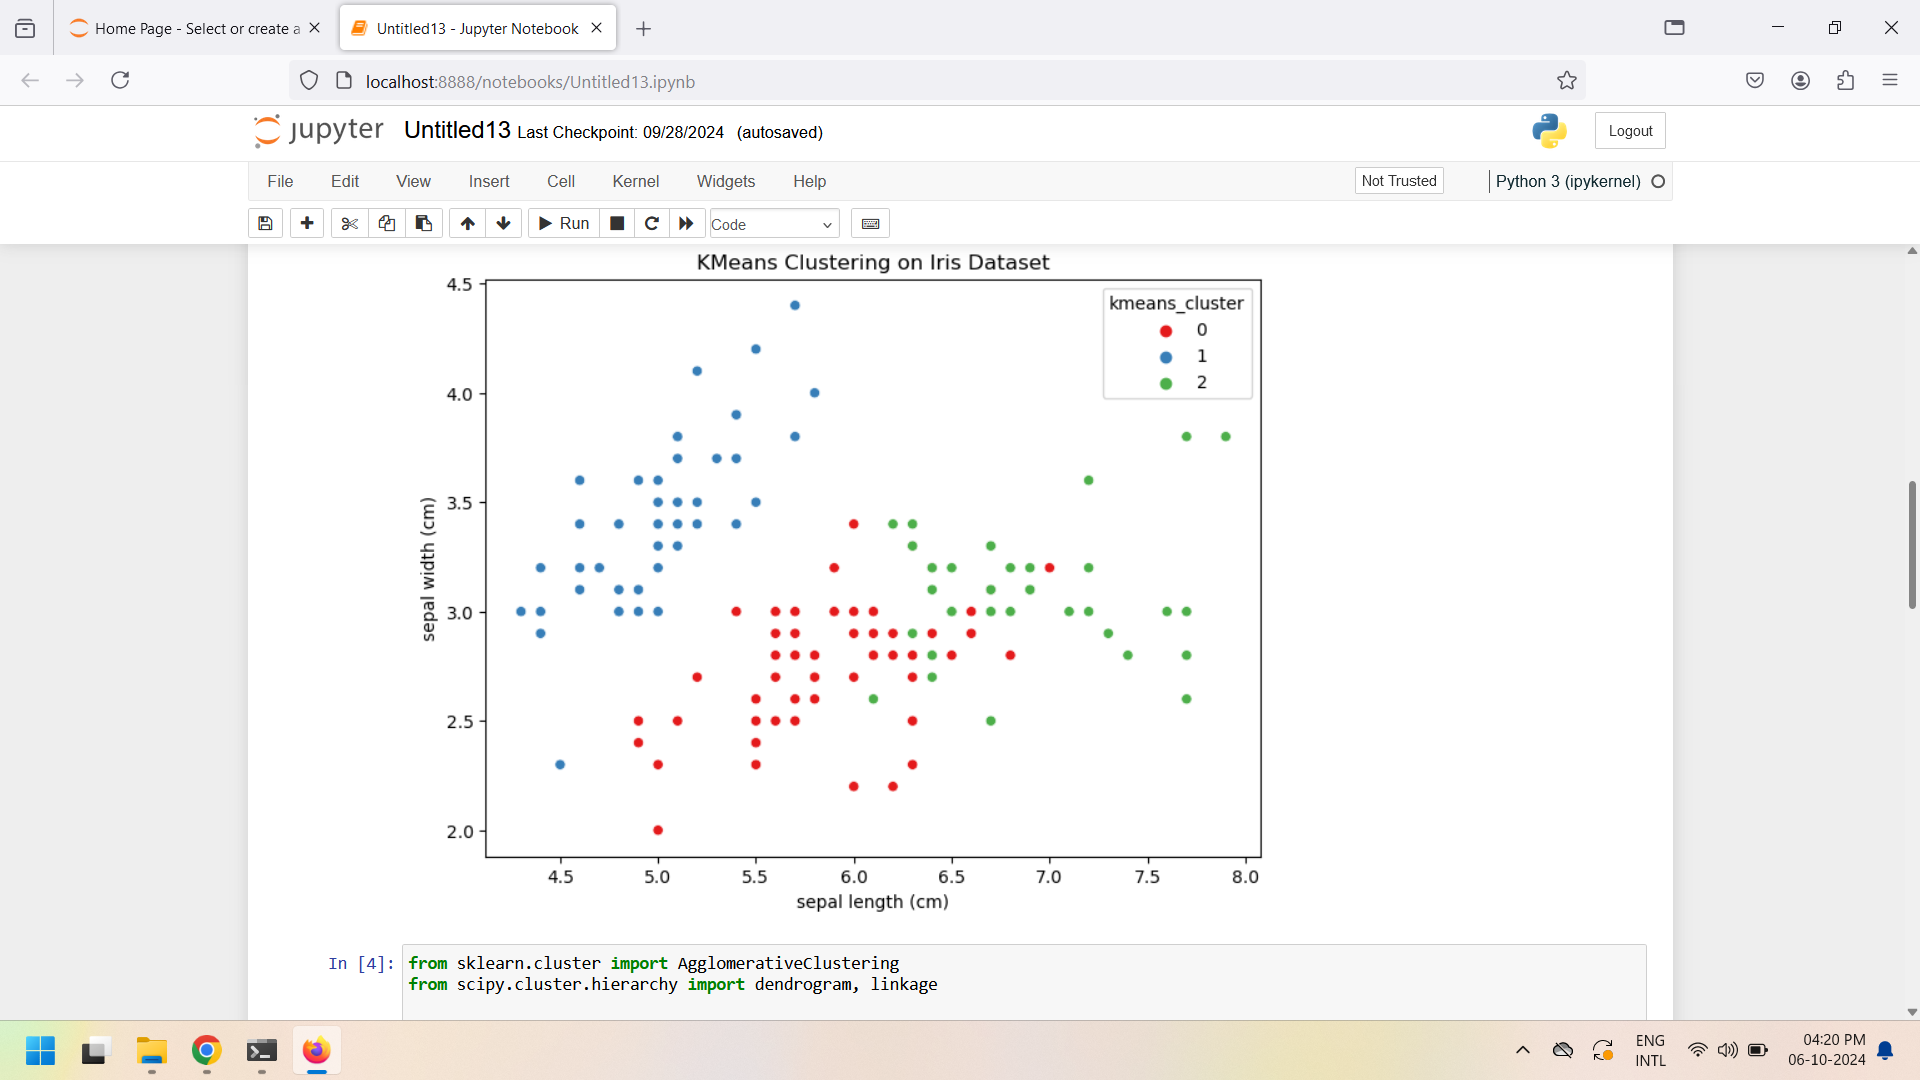 Home Page - Select or create a
Untitled13 - Jupyter Notebook
localhost:8888/notebooks/Untitled13.ipynb
jupyter Untitled13 Last Checkpoint: 09/28/2024 (autosaved)
Logout
File Edit View Insert Cell Kernel Widgets Help
Not Trusted
Python 3 (ipykernel)
Run
Code
KMeans Clustering on Iris Dataset
kmeans_cluster
0
1
2
4.5
4.0
3.5
3.0
2.5
2.0
sepal width (cm)
4.5 5.0 5.5 6.0 6.5 7.0 7.5 8.0
sepal length (cm)
In [4]: from sklearn.cluster import AgglomerativeClustering
from scipy.cluster.hierarchy import dendrogram, linkage
ENG
INTL
04:20 PM
06-10-2024